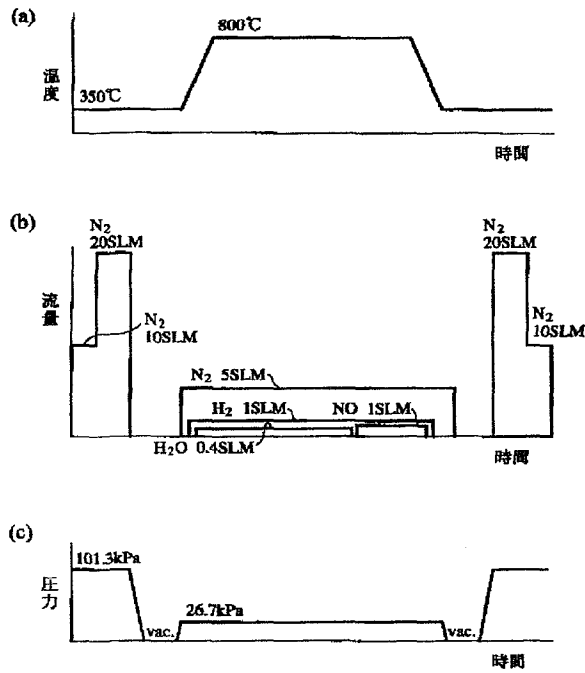 (a)
800℃
温度
350℃
時間
(b)
N2
20SLM
N2
20SLM
流量
N2
10SLM
N2
10SLM
N2 5SLM
H2 1SLM
NO 1SLM
H2O 0.4SLM
時間
(c)
101.3kPa
圧力
26.7kPa
vac.
vac.
時間